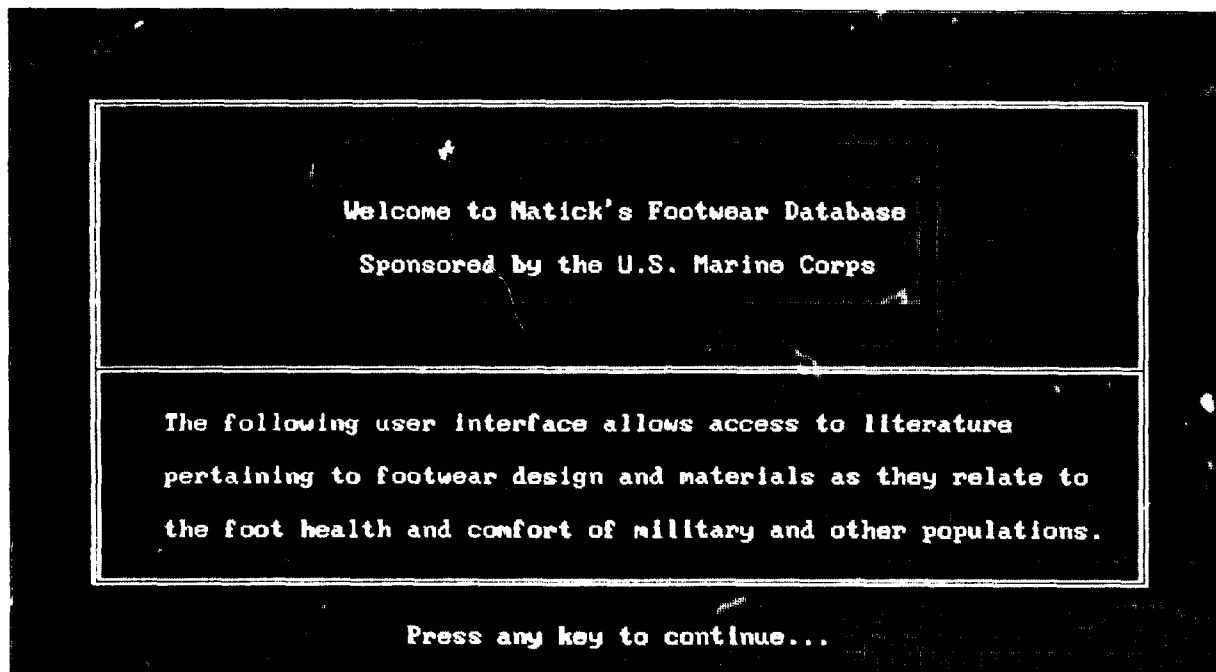 Welcome to Natick's Footwear Database
Sponsored by the U.S. Marine Corps
The following user interface allows access to literature
pertaining to footwear design and materials as they relate to
the foot health and comfort of military and other populations.
Press any key to continue...